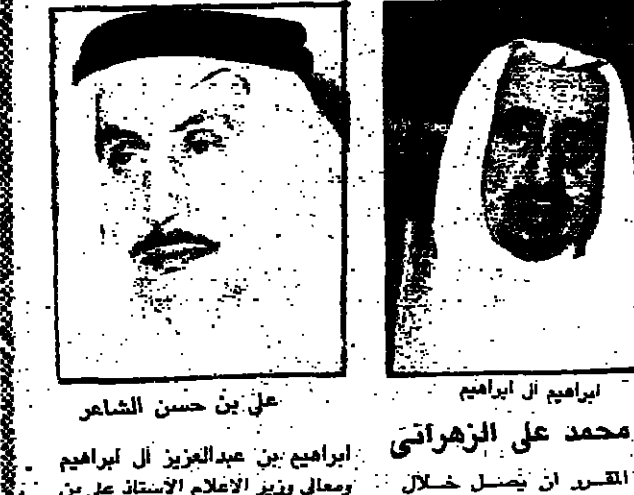 ابراهيم آل ابراهيم
علي بن حسن الشاعر
محمد علي الزهراني
المقرر ان يصل خلال
ابراهيم بن عبدالعزيز آل ابراهيم
ومعالي وزير الاعلام الأستاذ علي بن